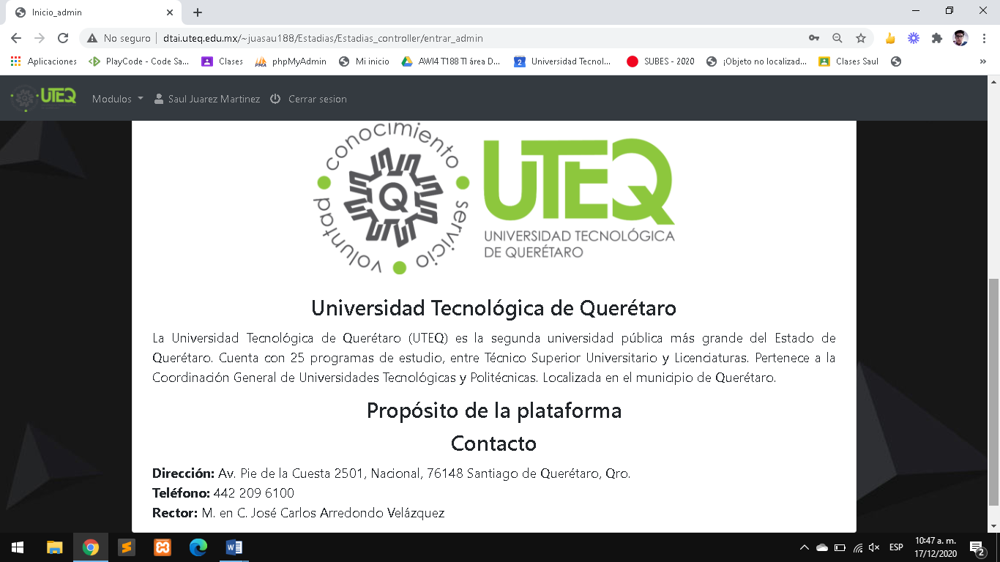 Inicio_admin
No seguro dtai.uteq.edu.mx/~juasau188/Estadias/Estadias_controller/entrar_admin
Aplicaciones PlayCode - Code Sa... Clases phpMyAdmin Mi inicio AWI4 T188 TI área D... Universidad Tecnol... SUBES - 2020 ¡Objeto no localizad... Clases Saul »
UTEQ Modulos Saul Juarez Martinez Cerrar sesion
conocimiento
servicio
voluntad
Q
UTEQ
UNIVERSIDAD TECNOLÓGICA
DE QUERÉTARO
Universidad Tecnológica de Querétaro
La Universidad Tecnológica de Querétaro (UTEQ) es la segunda universidad pública más grande del Estado de
Querétaro. Cuenta con 25 programas de estudio, entre Técnico Superior Universitario y Licenciaturas. Pertenece a la
Coordinación General de Universidades Tecnológicas y Politécnicas. Localizada en el municipio de Querétaro.
Propósito de la plataforma
Contacto
Dirección: Av. Pie de la Cuesta 2501, Nacional, 76148 Santiago de Querétaro, Qro.
Teléfono: 442 209 6100
Rector: M. en C. José Carlos Arredondo Velázquez
ESP
10:47 a. m.
17/12/2020
2